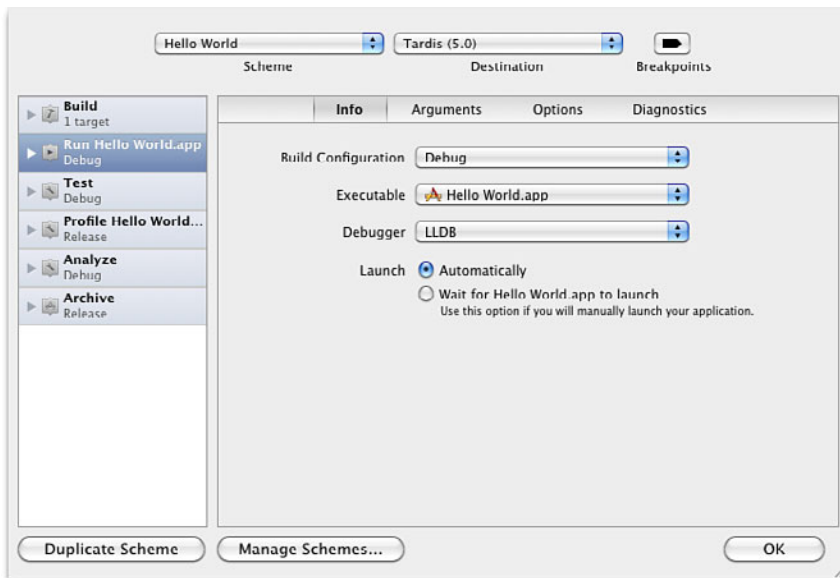 Hello World
Tardis (5.0)
Scheme
Destination
Breakpoints
Build
1 target
Run Hello World.app
Debug
Test
Debug
Profile Hello World...
Release
Analyze
Debug
Archive
Release
Info
Arguments
Options
Diagnostics
Build Configuration
Debug
Executable
Hello World.app
Debugger
LLDB
Launch
Automatically
Wait for Hello World.app to launch
Use this option if you will manually launch your application.
Duplicate Scheme
Manage Schemes...
OK